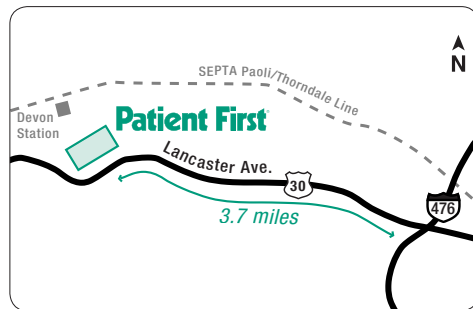 SEPTA Paoli/Thorndale Line
N
Devon
Station
Patient First
Lancaster Ave.
30
476
3.7 miles